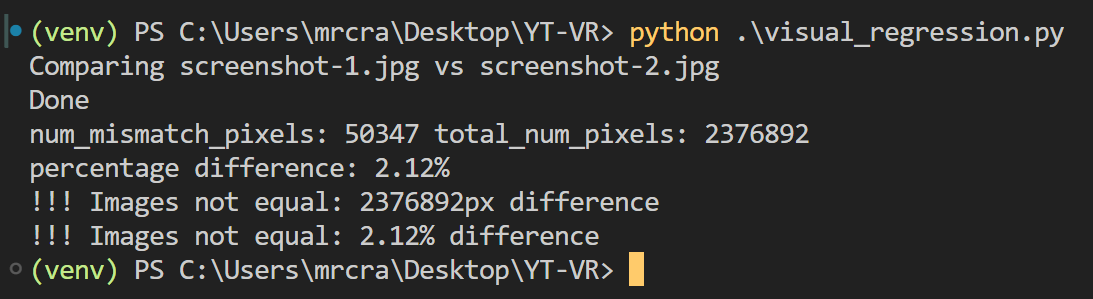 (venv) PS C:\Users\mrcra\Desktop\YT-VR> python .\visual_regression.py
Comparing screenshot-1.jpg vs screenshot-2.jpg
Done
num_mismatch_pixels: 50347 total_num_pixels: 2376892
percentage difference: 2.12%
!!! Images not equal: 2376892px difference
!!! Images not equal: 2.12% difference
(venv) PS C:\Users\mrcra\Desktop\YT-VR>